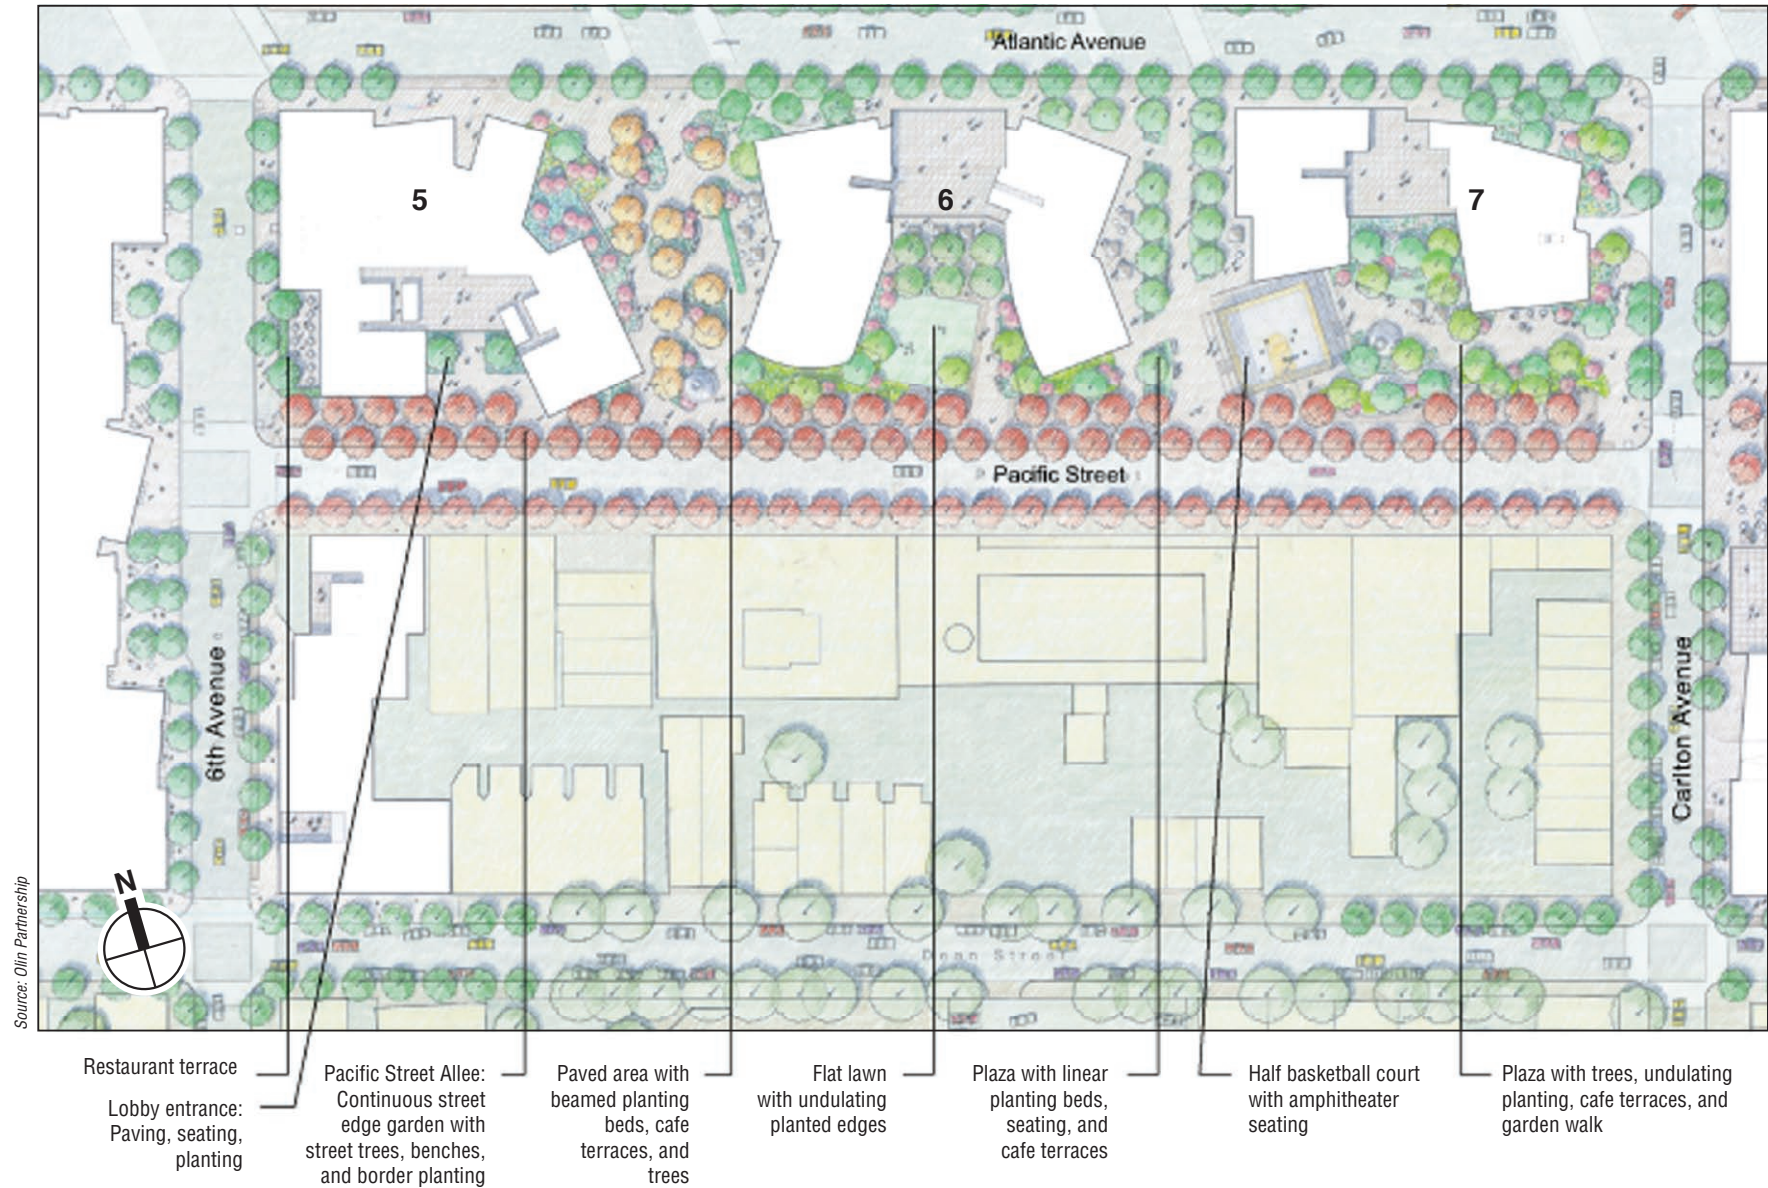 Atlantic Avenue
5
6
7
Pacific Street
6th Avenue
Carlton Avenue
Dean Street
N
Source: Olin Partnership
Restaurant terrace
Lobby entrance:
Paving, seating,
planting
Pacific Street Allee:
Continuous street
edge garden with
street trees, benches,
and border planting
Paved area with
beamed planting
beds, cafe
terraces, and
trees
Flat lawn
with undulating
planted edges
Plaza with linear
planting beds,
seating, and
cafe terraces
Half basketball court
with amphitheater
seating
Plaza with trees, undulating
planting, cafe terraces, and
garden walk